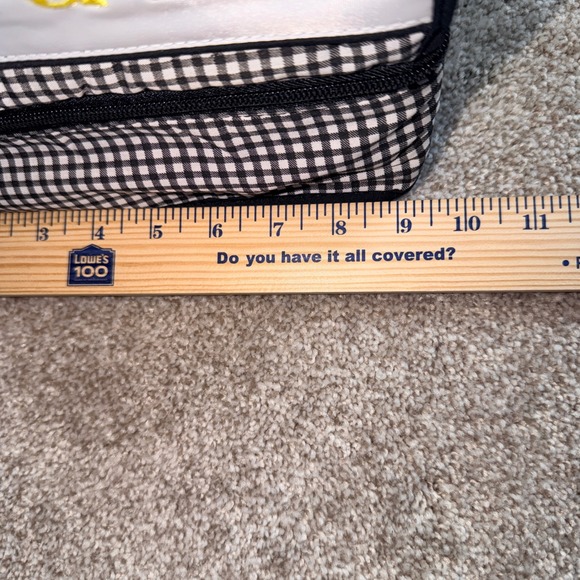 3 4 5 6 7 8 9 10 11
LOWE'S
100
Do you have it all covered?